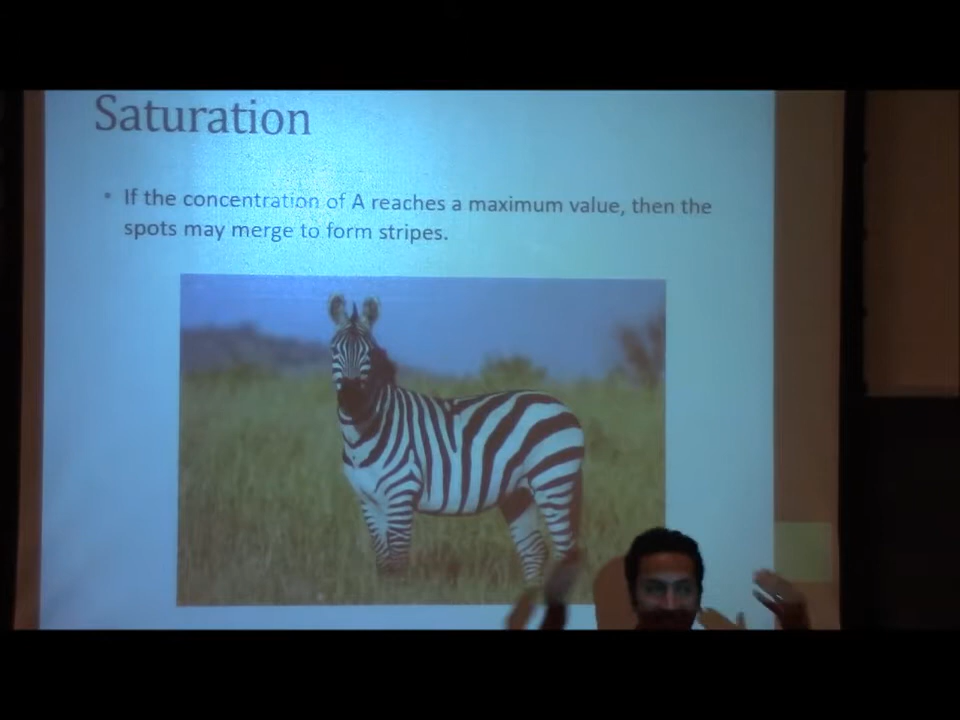 Saturation
• If the concentration of A reaches a maximum value, then the
spots may merge to form stripes.